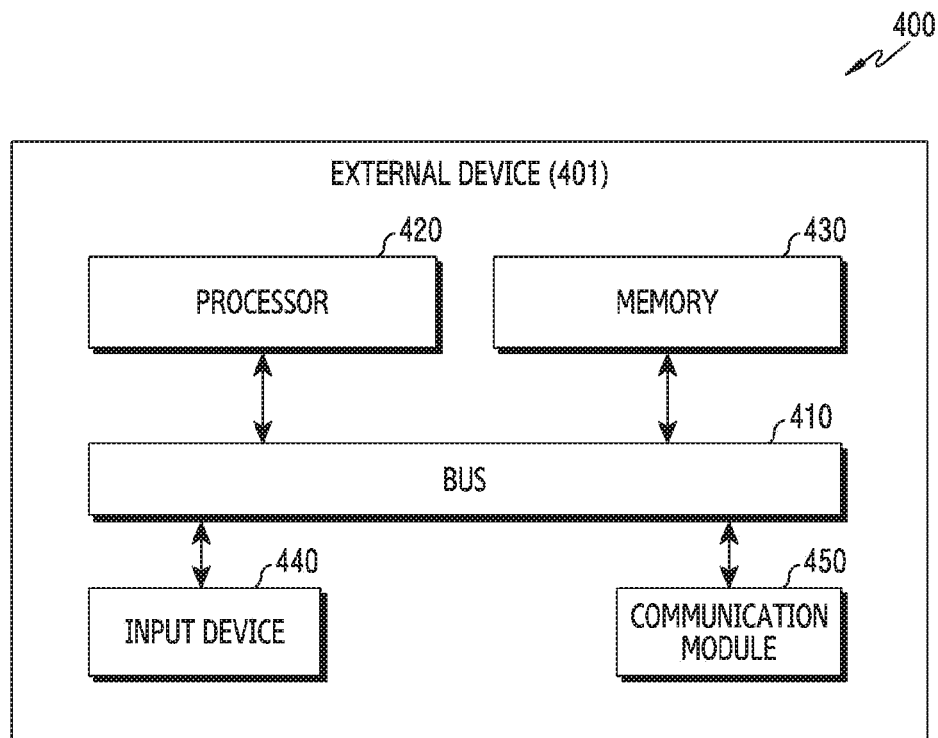 400
EXTERNAL DEVICE (401)
420
430
PROCESSOR
MEMORY
410
BUS
440
450
INPUT DEVICE
COMMUNICATION
MODULE